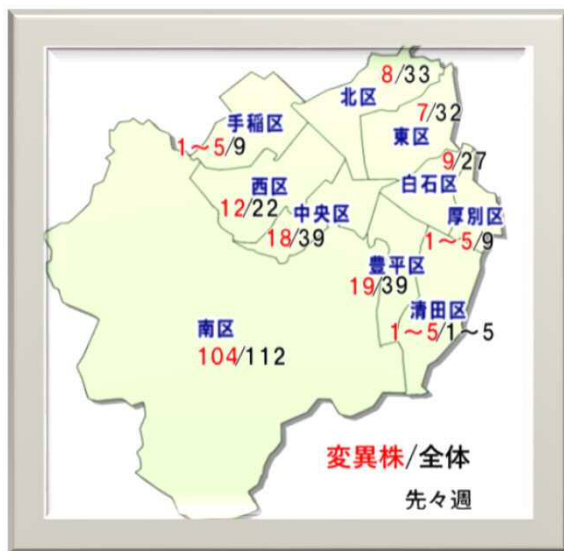 北区
8/33
東区
7/32
手稲区
1～5/9
白石区
9/27
西区
12/22
中央区
18/39
厚別区
1～5/9
豊平区
19/39
清田区
1～5/1～5
南区
104/112
変異株/全体
先々週